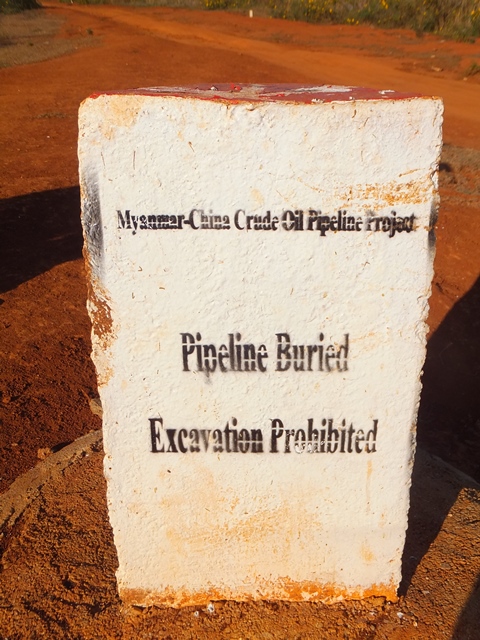 Myanmar-China Crude Oil Pipeline Project
Pipeline Buried
Excavation Prohibited